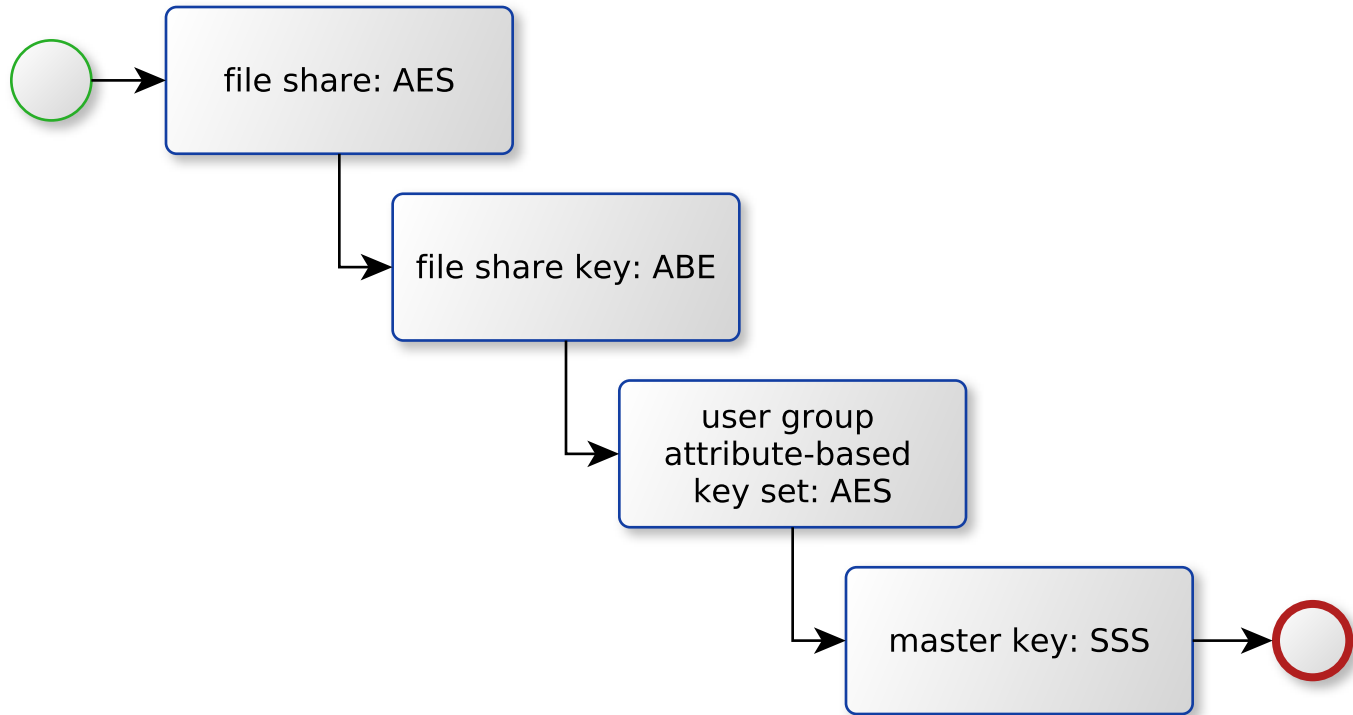 file share: AES
file share key: ABE
user group
attribute-based
key set: AES
master key: SSS